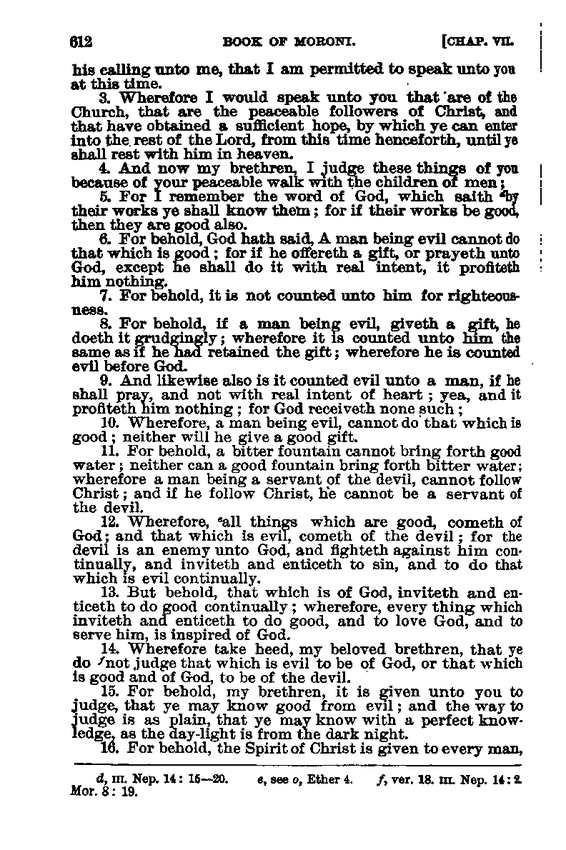 612 BOOK OF MORONI. [CHAP. VII.
his calling unto me, that I am permitted to speak unto you
at this time.
3. Wherefore I would speak unto you that are of the
Church, that are the peaceable followers of Christ, and
that have obtained a sufficient hope, by which ye can enter
into the rest of the Lord, from this time henceforth, until ye
shall rest with him in heaven.
4. And now my brethren, I judge these things of you
because of your peaceable walk with the children of men;
5. For I remember the word of God, which saith dby
their works ye shall know them; for if their works be good,
then they are good also.
6. For behold, God hath said, A man being evil cannot do
that which is good; for if he offereth a gift, or prayeth unto
God, except he shall do it with real intent, it profiteth
him nothing.
7. For behold, it is not counted unto him for righteous-
ness.
8. For behold, if a man being evil, giveth a gift, he
doeth it grudgingly; wherefore it is counted unto him the
same as if he had retained the gift; wherefore he is counted
evil before God.
9. And likewise also is it counted evil unto a man, if he
shall pray, and not with real intent of heart; yea, and it
profiteth him nothing; for God receiveth none such;
10. Wherefore, a man being evil, cannot do that which is
good; neither will he give a good gift.
11. For behold, a bitter fountain cannot bring forth good
water; neither can a good fountain bring forth bitter water;
wherefore a man being a servant of the devil, cannot follow
Christ; and if he follow Christ, he cannot be a servant of
the devil.
12. Wherefore, eall things which are good, cometh of
God; and that which is evil, cometh of the devil; for the
devil is an enemy unto God, and fighteth against him con-
tinually, and inviteth and enticeth to sin, and to do that
which is evil continually.
13. But behold, that which is of God, inviteth and en-
ticeth to do good continually; wherefore, every thing which
inviteth and enticeth to do good, and to love God, and to
serve him, is inspired of God.
14. Wherefore take heed, my beloved brethren, that ye
do fnot judge that which is evil to be of God, or that which
is good and of God, to be of the devil.
15. For behold, my brethren, it is given unto you to
judge, that ye may know good from evil; and the way to
judge is as plain, that ye may know with a perfect know-
ledge, as the day-light is from the dark night.
16. For behold, the Spirit of Christ is given to every man,
d, III. Nep. 14: 15—20. e, see o, Ether 4. f, ver. 18. III. Nep. 14: 2.
Mor. 8: 19.